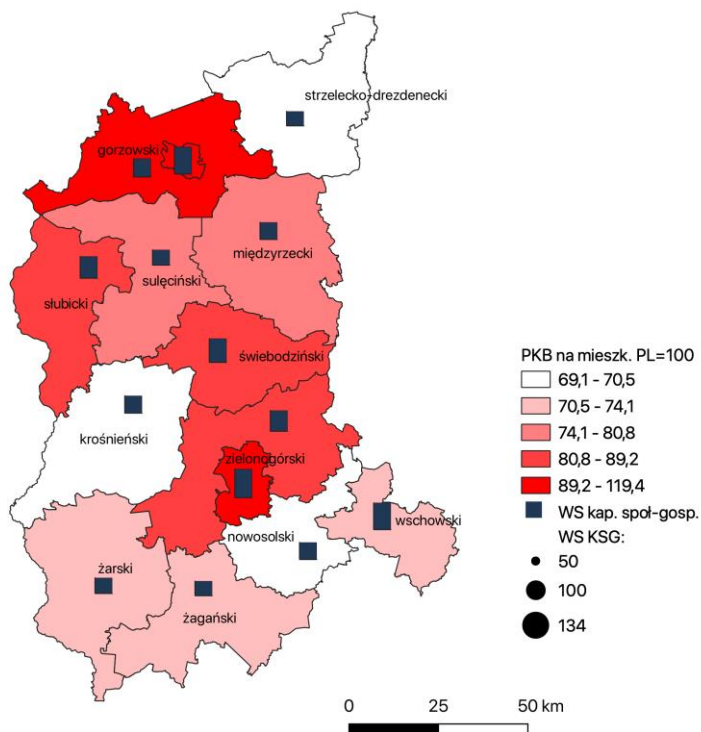 strzelecko-drezdenecki
gorzowski
międzyrzecki
sulęciński
słubicki
świebodziński
krośnieński
zielonogórski
wschowski
nowosolski
żarski
żagański
PKB na mieszk. PL=100
69,1 - 70,5
70,5 - 74,1
74,1 - 80,8
80,8 - 89,2
89,2 - 119,4
WS kap. społ-gosp.
WS KSG:
50
100
134
0 25 50 km